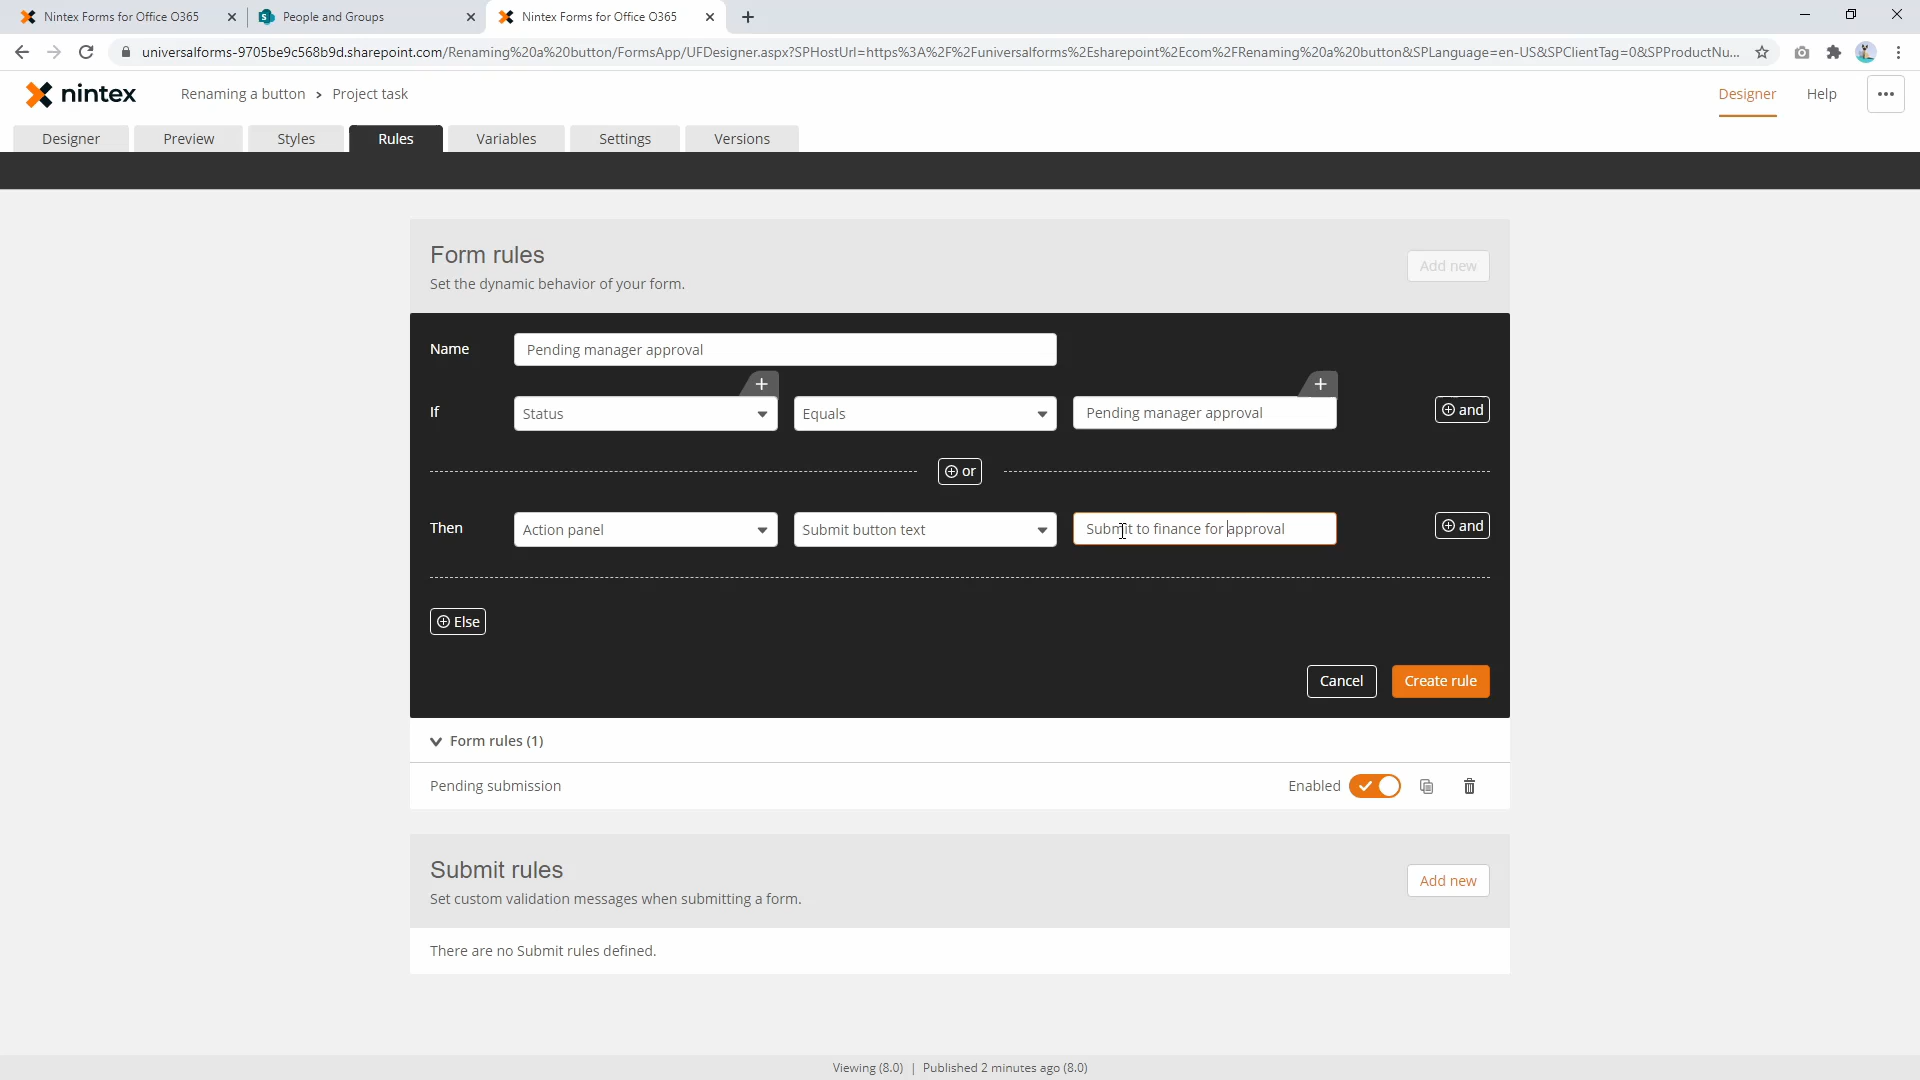 Nintex Forms for Office O365
People and Groups
Nintex Forms for Office O365
universalforms-9705be9c568b9d.sharepoint.com/Renaming%20a%20button/FormsApp/UFDesigner.aspx?SPHostUrl=https%3A%2F%2Funiversalforms%2Esharepoint%2Ecom%2FRenaming%20a%20button&SPLanguage=en-US&SPClientTag=0&SPProductNu...
nintex
Renaming a button > Project task
Designer
Help
Designer
Preview
Styles
Rules
Variables
Settings
Versions
Form rules
Set the dynamic behavior of your form.
Add new
Name
Pending manager approval
If
Status
Equals
Pending manager approval
and
or
Then
Action panel
Submit button text
Submit to finance for approval
and
Else
Cancel
Create rule
Form rules (1)
Pending submission
Enabled
Submit rules
Set custom validation messages when submitting a form.
Add new
There are no Submit rules defined.
Viewing (8.0) | Published 2 minutes ago (8.0)